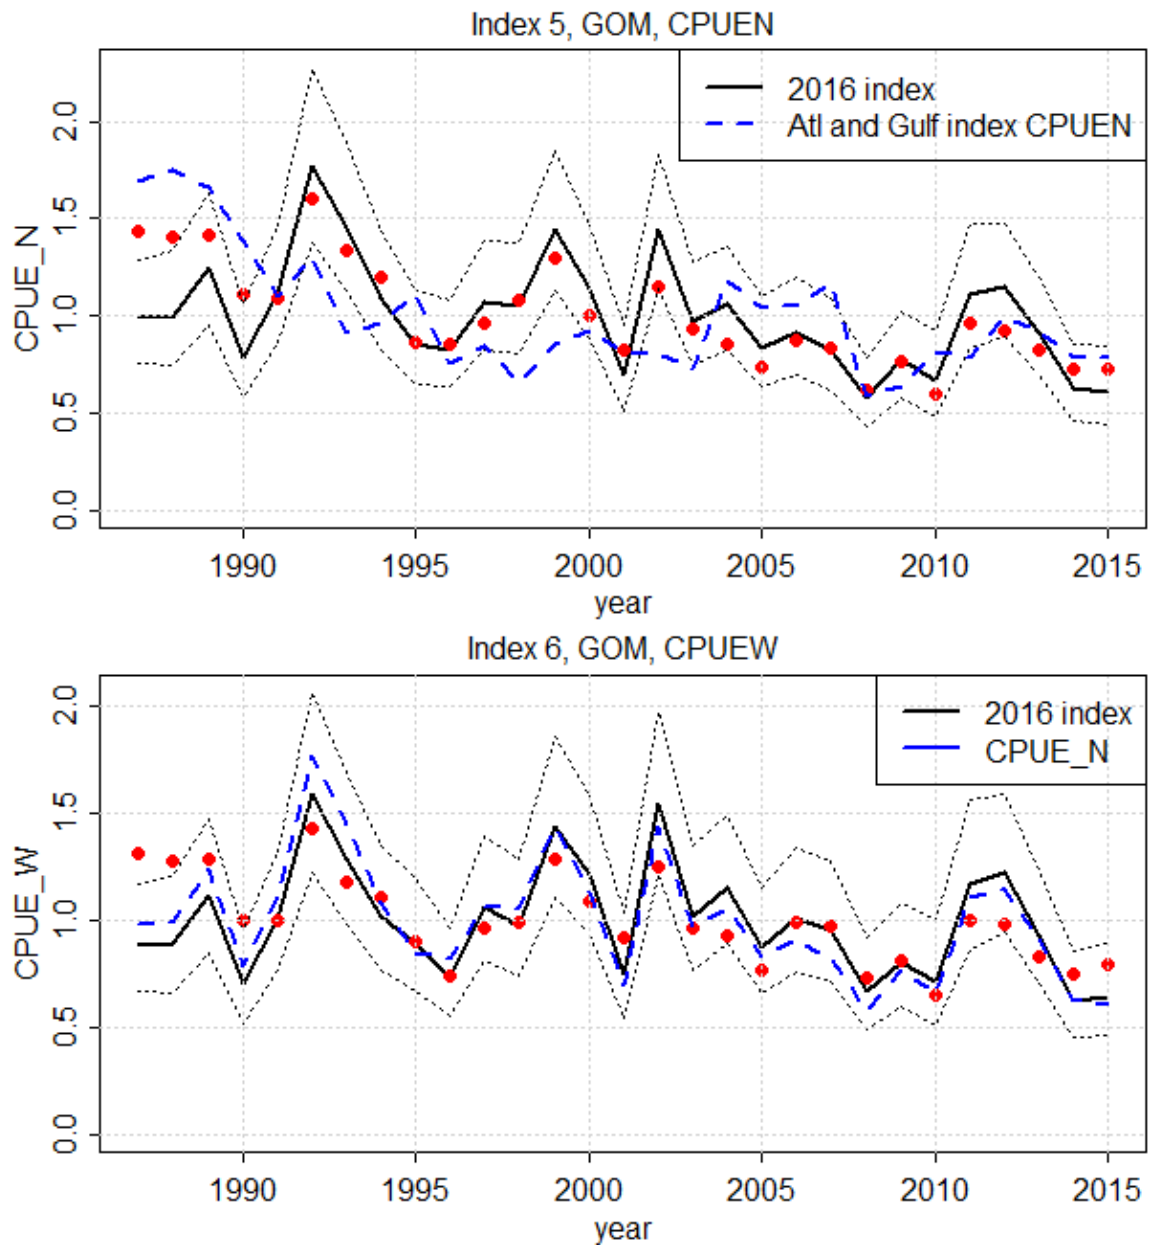 Index 5, GOM, CPUEN
2016 index
Atl and Gulf index CPUEN
CPUE_N
2.0
1.5
1.0
0.5
0.0
1990 1995 2000 2005 2010 2015
year
Index 6, GOM, CPUEW
2016 index
CPUE_N
CPUE_W
2.0
1.5
1.0
0.5
0.0
1990 1995 2000 2005 2010 2015
year